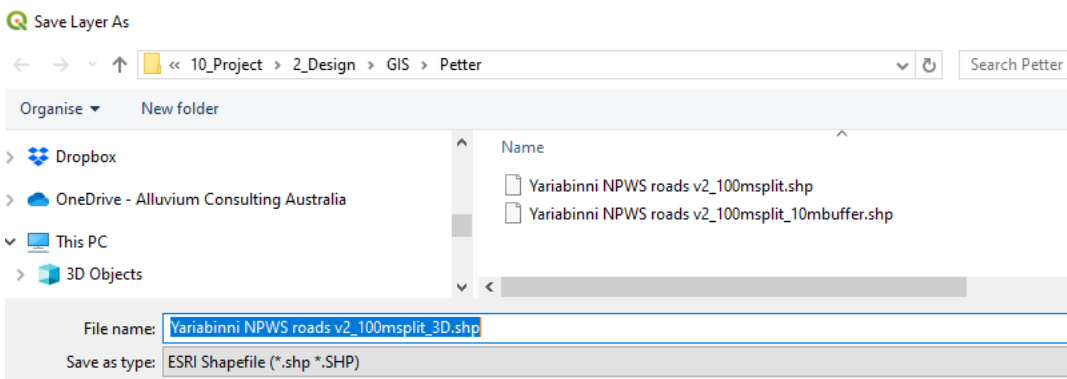 Save Layer As
« 10_Project > 2_Design > GIS > Petter
Search Petter
Organise
New folder
Dropbox
OneDrive - Alluvium Consulting Australia
This PC
3D Objects
Name
Yariabinni NPWS roads v2_100msplit.shp
Yariabinni NPWS roads v2_100msplit_10mbuffer.shp
File name: Yariabinni NPWS roads v2_100msplit_3D.shp
Save as type: ESRI Shapefile (*.shp *.SHP)